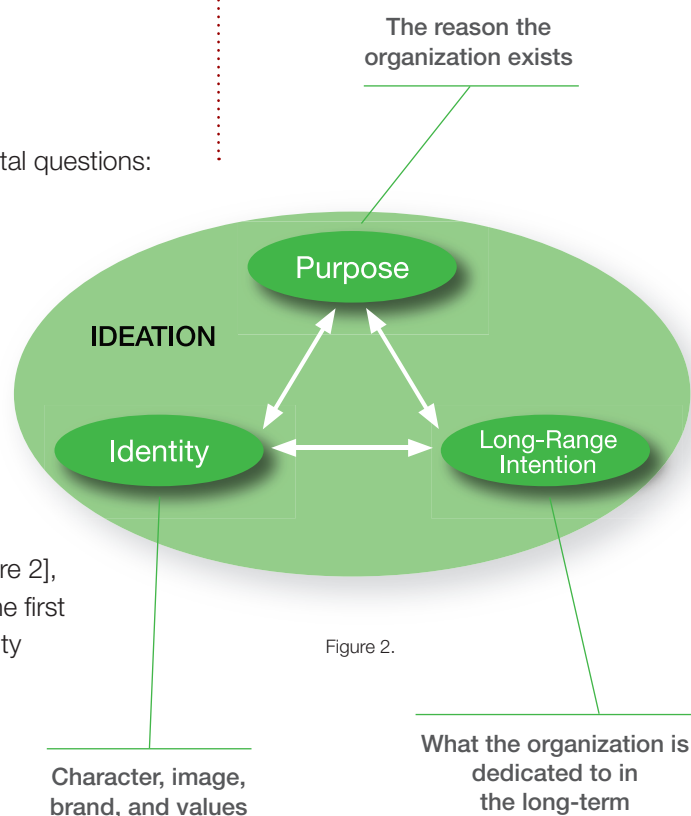 The reason the
organization exists
tal questions:
Purpose
IDEATION
Identity
Long-Range
Intention
re 2],
ne first
ty
Figure 2.
Character, image,
brand, and values
What the organization is
dedicated to in
the long-term